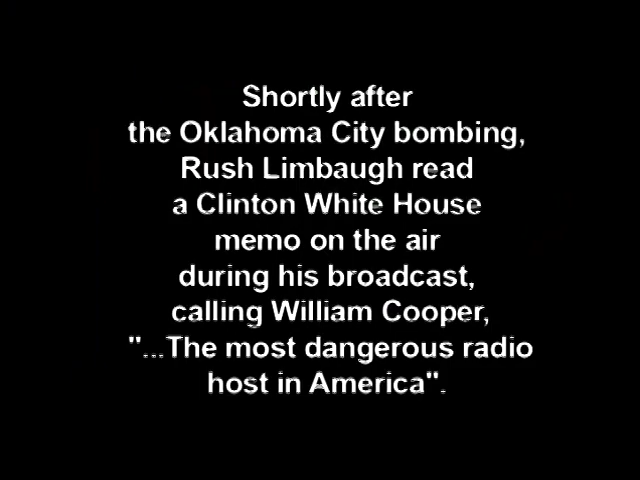 Shortly after
the Oklahoma City bombing,
Rush Limbaugh read
a Clinton White House
memo on the air
during his broadcast,
calling William Cooper,
"...The most dangerous radio
host in America".